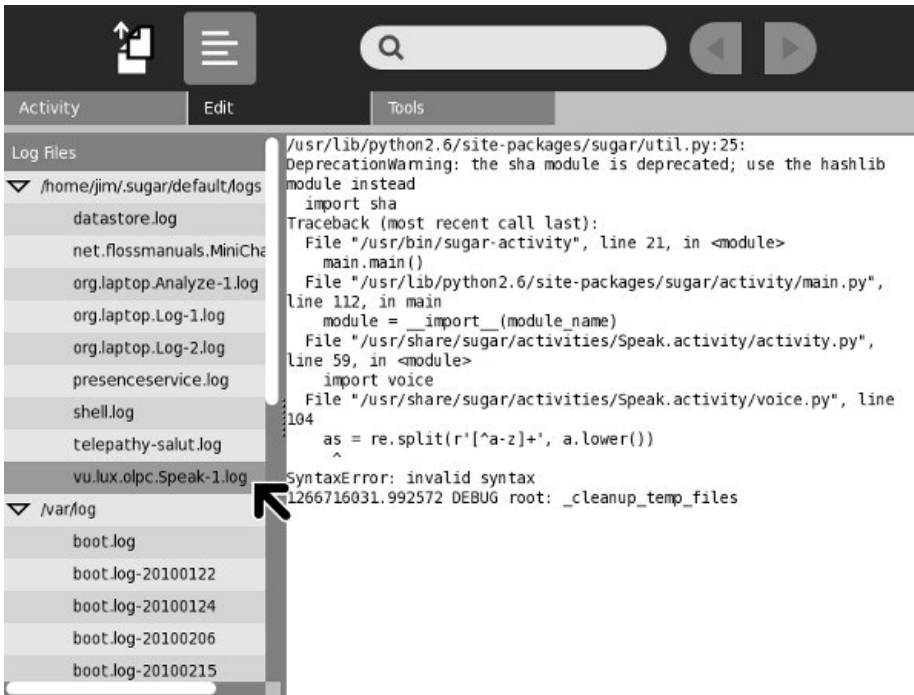 Activity
Edit
Tools
Log Files
/home/jim/.sugar/default/logs
datastore.log
net.flossmanuals.MiniCha
org.laptop.Analyze-1.log
org.laptop.Log-1.log
org.laptop.Log-2.log
presenceservice.log
shell.log
telepathy-salut.log
vu.lux.olpc.Speak-1.log
/var/log
boot.log
boot.log-20100122
boot.log-20100124
boot.log-20100206
boot.log-20100215
/usr/lib/python2.6/site-packages/sugar/util.py:25:
DeprecationWarning: the sha module is deprecated; use the hashlib
module instead
  import sha
Traceback (most recent call last):
  File "/usr/bin/sugar-activity", line 21, in <module>
    main.main()
  File "/usr/lib/python2.6/site-packages/sugar/activity/main.py",
line 112, in main
    module = __import__(module_name)
  File "/usr/share/sugar/activities/Speak.activity/activity.py",
line 59, in <module>
    import voice
  File "/usr/share/sugar/activities/Speak.activity/voice.py", line
104
    as = re.split(r'[^a-z]+', a.lower())
     ^
SyntaxError: invalid syntax
1266716031.992572 DEBUG root: _cleanup_temp_files